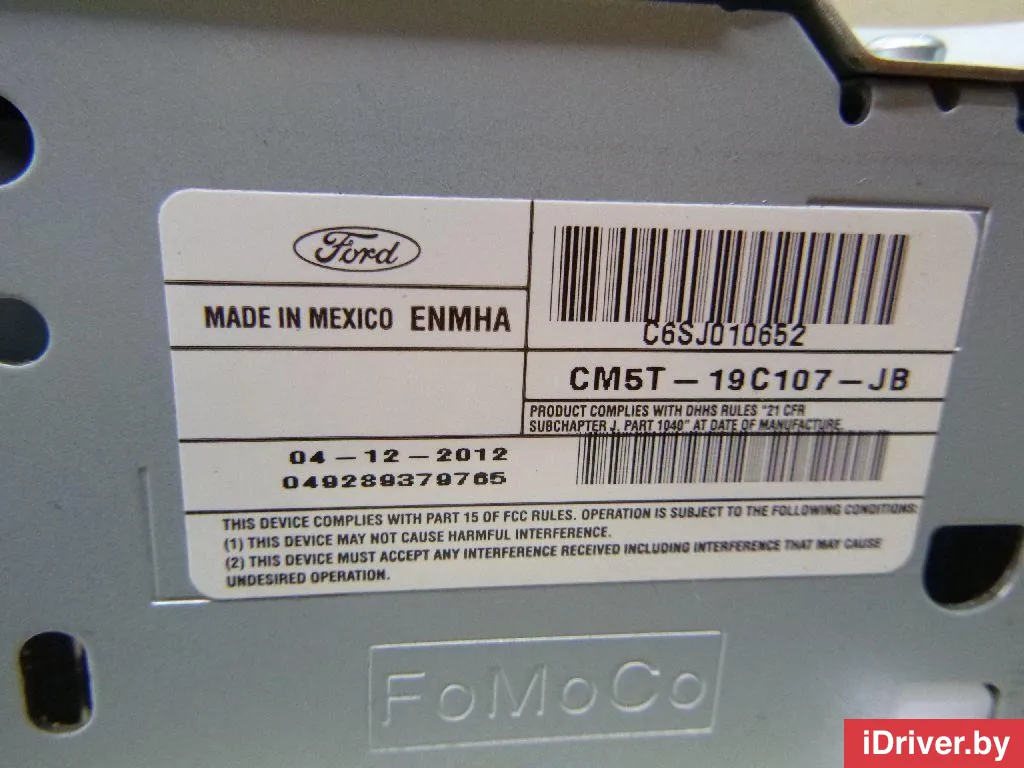 Ford
MADE IN MEXICO ENMHA
C6SJ010652
CM5T-19C107-JB
PRODUCT COMPLIES WITH DHHS RULES "21 CFR
SUBCHAPTER J, PART 1040" AT DATE OF MANUFACTURE.
04-12-2012
049289379765
THIS DEVICE COMPLIES WITH PART 15 OF FCC RULES. OPERATION IS SUBJECT TO THE FOLLOWING CONDITIONS:
(1) THIS DEVICE MAY NOT CAUSE HARMFUL INTERFERENCE.
(2) THIS DEVICE MUST ACCEPT ANY INTERFERENCE RECEIVED INCLUDING INTERFERENCE THAT MAY CAUSE
UNDESIRED OPERATION.
FoMoCo
iDriver.by